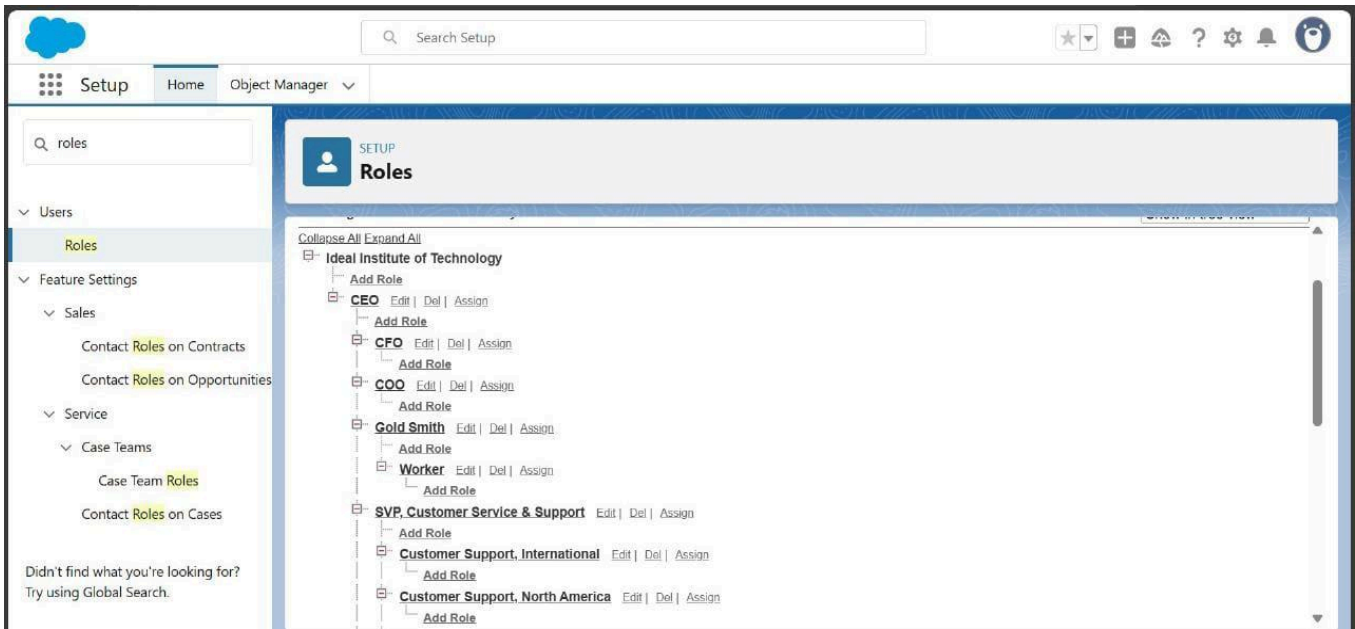 Search Setup
Setup
Home
Object Manager
roles
Users
Roles
Feature Settings
Sales
Contact Roles on Contracts
Contact Roles on Opportunities
Service
Case Teams
Case Team Roles
Contact Roles on Cases
Didn't find what you're looking for?
Try using Global Search.
SETUP
Roles
Collapse All Expand All
Ideal Institute of Technology
Add Role
CEO Edit | Del | Assign
Add Role
CFO Edit | Del | Assign
Add Role
COO Edit | Del | Assign
Add Role
Gold Smith Edit | Del | Assign
Add Role
Worker Edit | Del | Assign
Add Role
SVP, Customer Service & Support Edit | Del | Assign
Add Role
Customer Support, International Edit | Del | Assign
Add Role
Customer Support, North America Edit | Del | Assign
Add Role